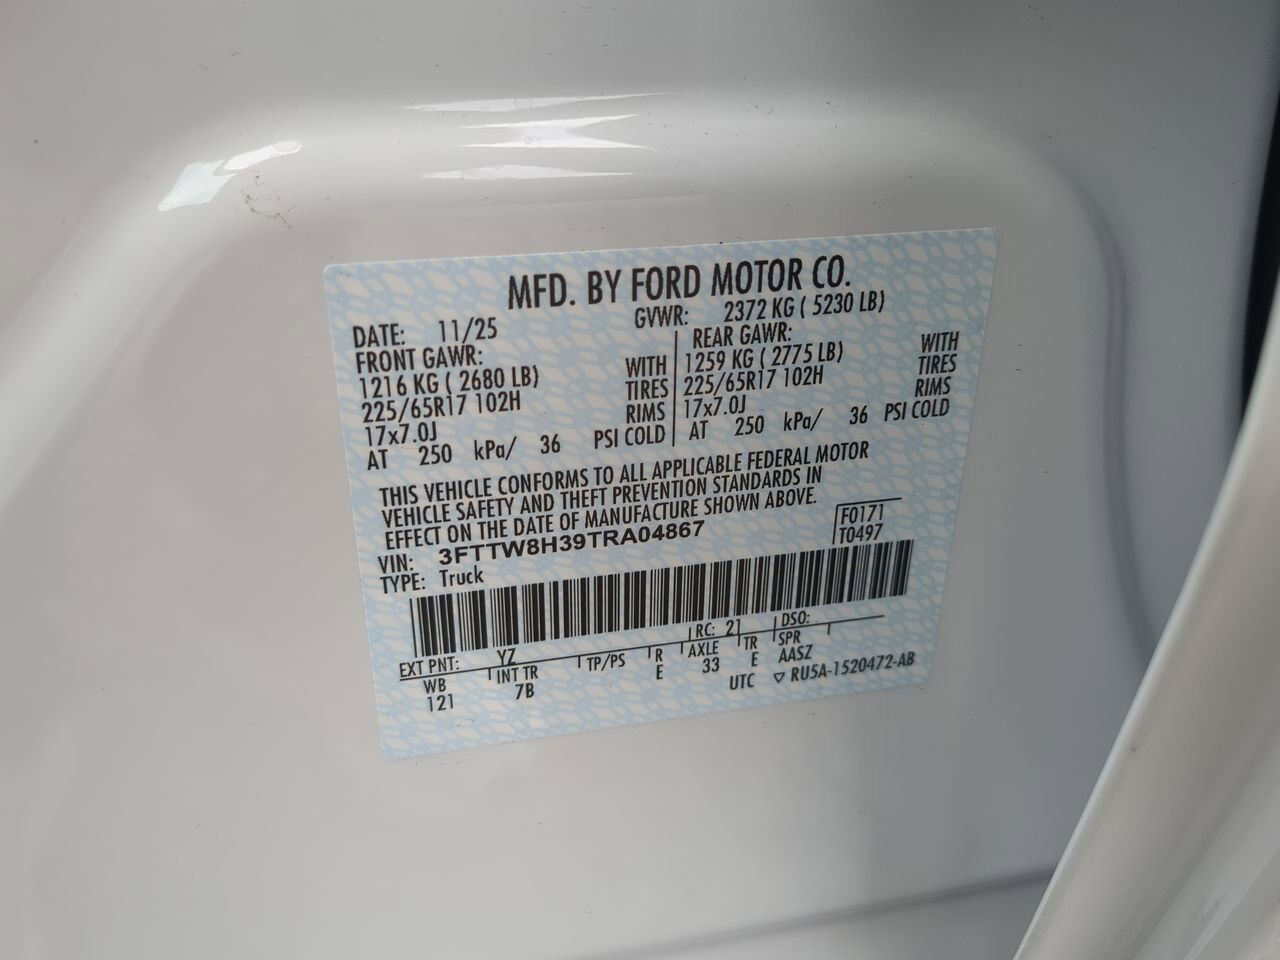 MFD. BY FORD MOTOR CO.
DATE: 11/25 GVWR: 2372 KG ( 5230 LB)
FRONT GAWR: REAR GAWR:
1216 KG ( 2680 LB) WITH 1259 KG ( 2775 LB) WITH
225/65R17 102H TIRES 225/65R17 102H TIRES
17x7.0J RIMS 17x7.0J RIMS
AT 250 kPa/ 36 PSI COLD AT 250 kPa/ 36 PSI COLD
THIS VEHICLE CONFORMS TO ALL APPLICABLE FEDERAL MOTOR
VEHICLE SAFETY AND THEFT PREVENTION STANDARDS IN
EFFECT ON THE DATE OF MANUFACTURE SHOWN ABOVE.
VIN: 3FTTW8H39TRA04867 F0171
TYPE: Truck T0497
EXT PNT: YZ RC: 21 DSO:
WB INT TR TP/PS R AXLE TR SPR
121 7B E 33 E AASZ
UTC ▽ RU5A-1520472-AB